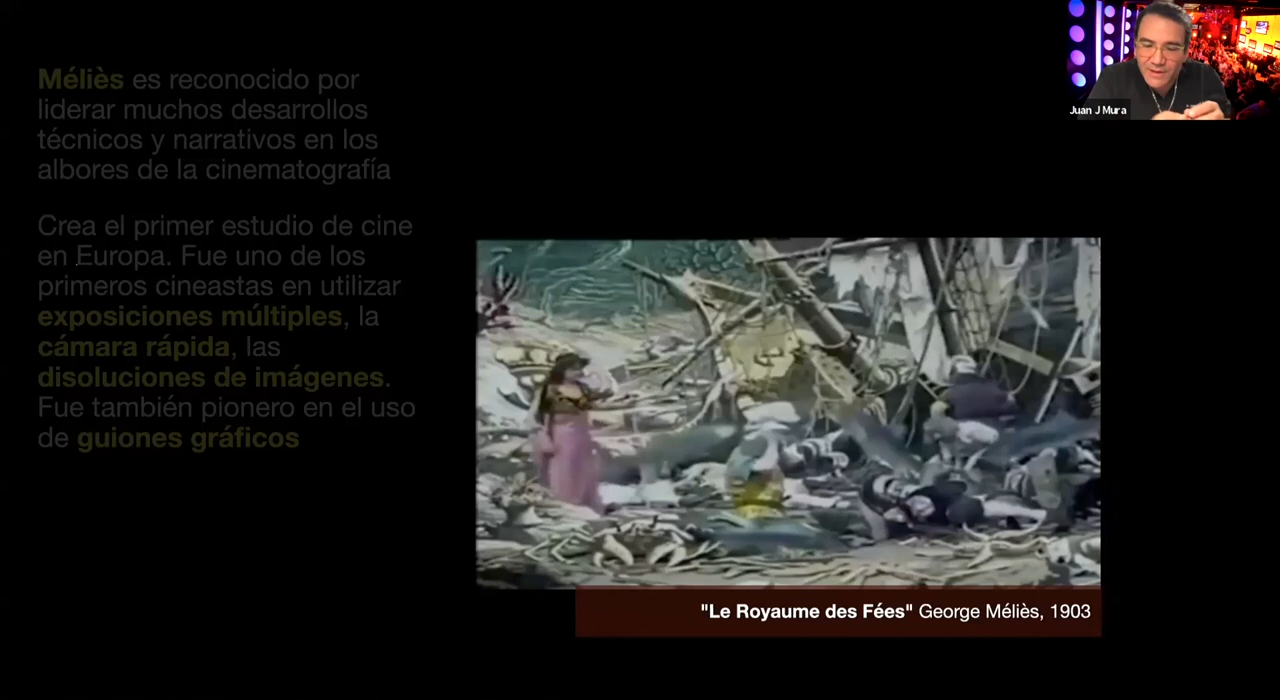 Méliès es reconocido por
liderar muchos desarrollos
técnicos y narrativos en los
albores de la cinematografía
Crea el primer estudio de cine
en Europa. Fue uno de los
primeros cineastas en utilizar
exposiciones múltiples, la
cámara rápida, las
disoluciones de imágenes.
Fue también pionero en el uso
de guiones gráficos
Juan J Mura
"Le Royaume des Fées" George Méliès, 1903